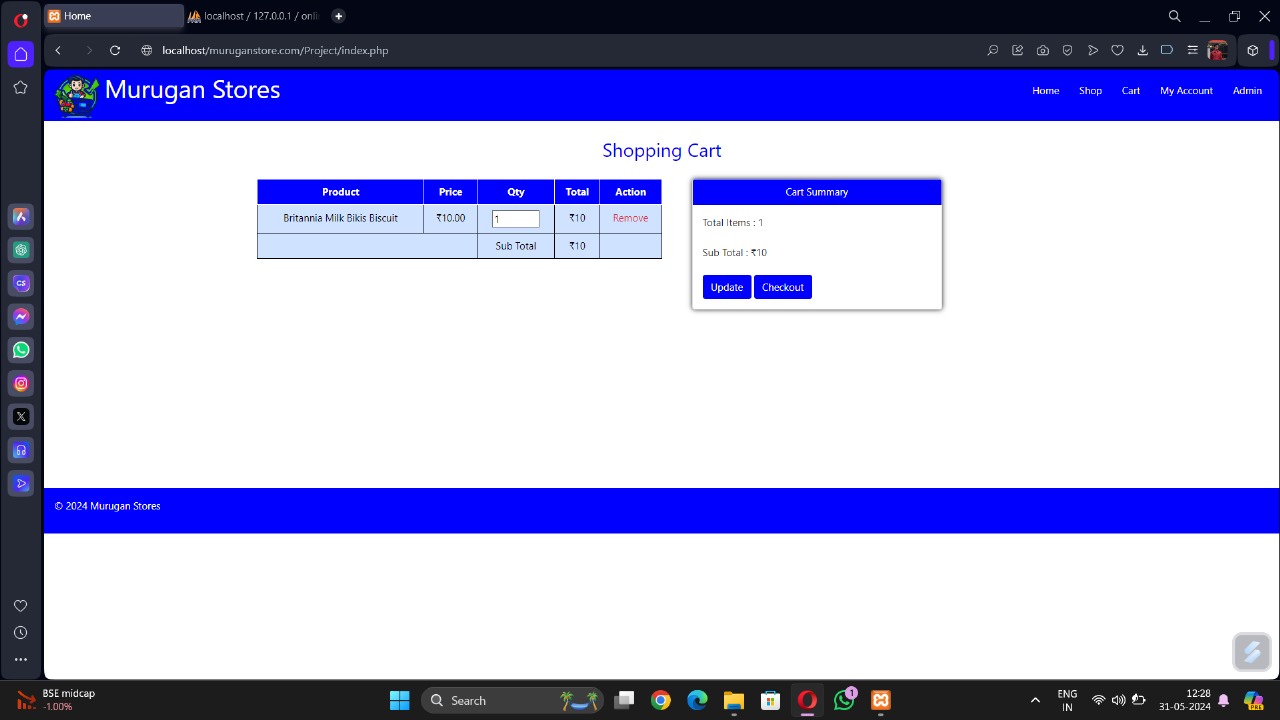 Home
localhost / 127.0.0.1 / onli
localhost/muruganstore.com/Project/index.php
Murugan Stores
Home Shop Cart My Account Admin
Shopping Cart
Product Price Qty Total Action
Britannia Milk Bikis Biscuit ₹10.00 1 ₹10 Remove
Sub Total ₹10
Cart Summary
Total Items : 1
Sub Total : ₹10
Update Checkout
© 2024 Murugan Stores
CS
BSE midcap
-1.00%
Search
1
ENG
IN
12:28
31-05-2024
PRE